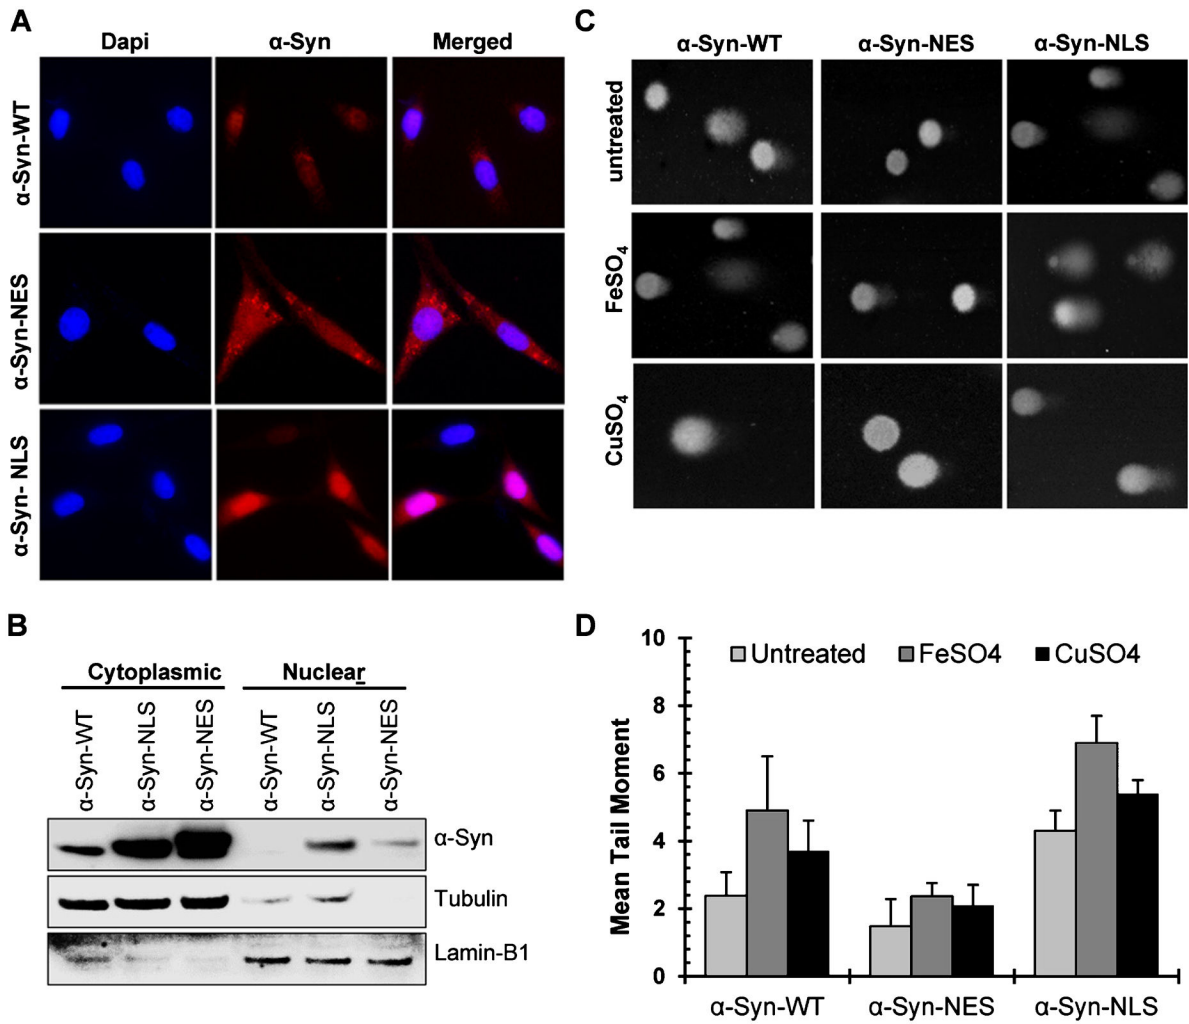 A
Dapi α-Syn Merged
α-Syn-WT
α-Syn-NES
α-Syn- NLS
B
Cytoplasmic Nuclear
α-Syn-WT
α-Syn-NLS
α-Syn-NES
α-Syn-WT
α-Syn-NLS
α-Syn-NES
α-Syn
Tubulin
Lamin-B1
C
α-Syn-WT α-Syn-NES α-Syn-NLS
untreated
FeSO₄
CuSO₄
D
Untreated FeSO4 CuSO4
Mean Tail Moment
10
8
6
4
2
0
α-Syn-WT α-Syn-NES α-Syn-NLS